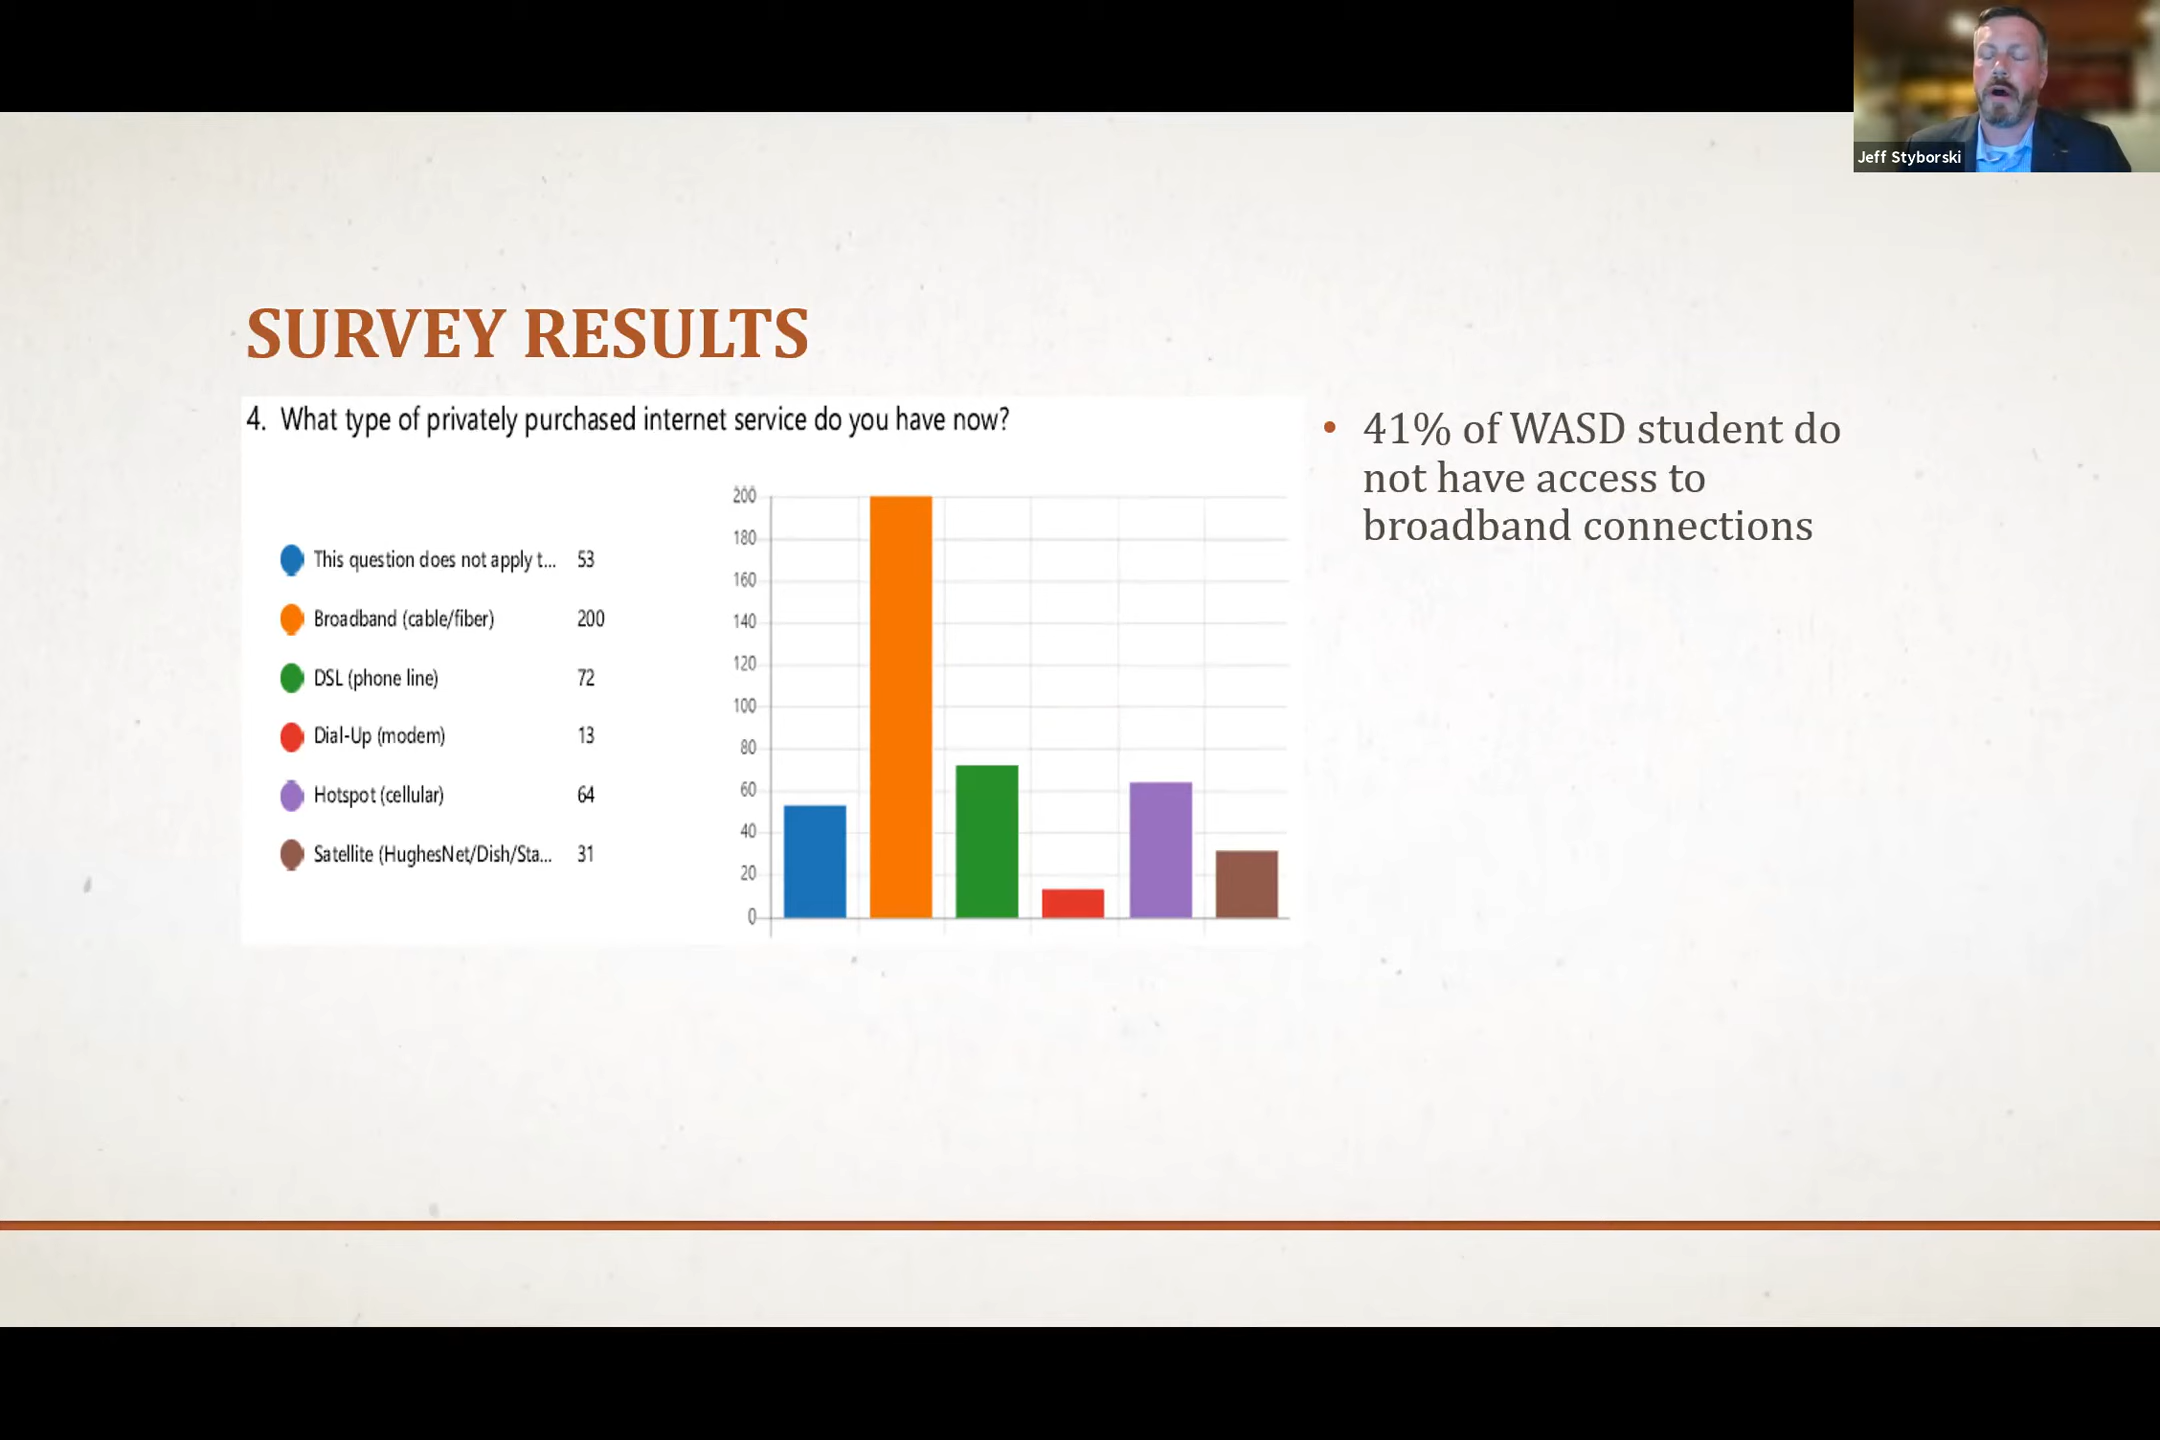 Jeff Styborski
SURVEY RESULTS
4. What type of privately purchased internet service do you have now?
This question does not apply t... 53
Broadband (cable/fiber) 200
DSL (phone line) 72
Dial-Up (modem) 13
Hotspot (cellular) 64
Satellite (HughesNet/Dish/Sta... 31
200
180
160
140
120
100
80
60
40
20
0
• 41% of WASD student do
not have access to
broadband connections